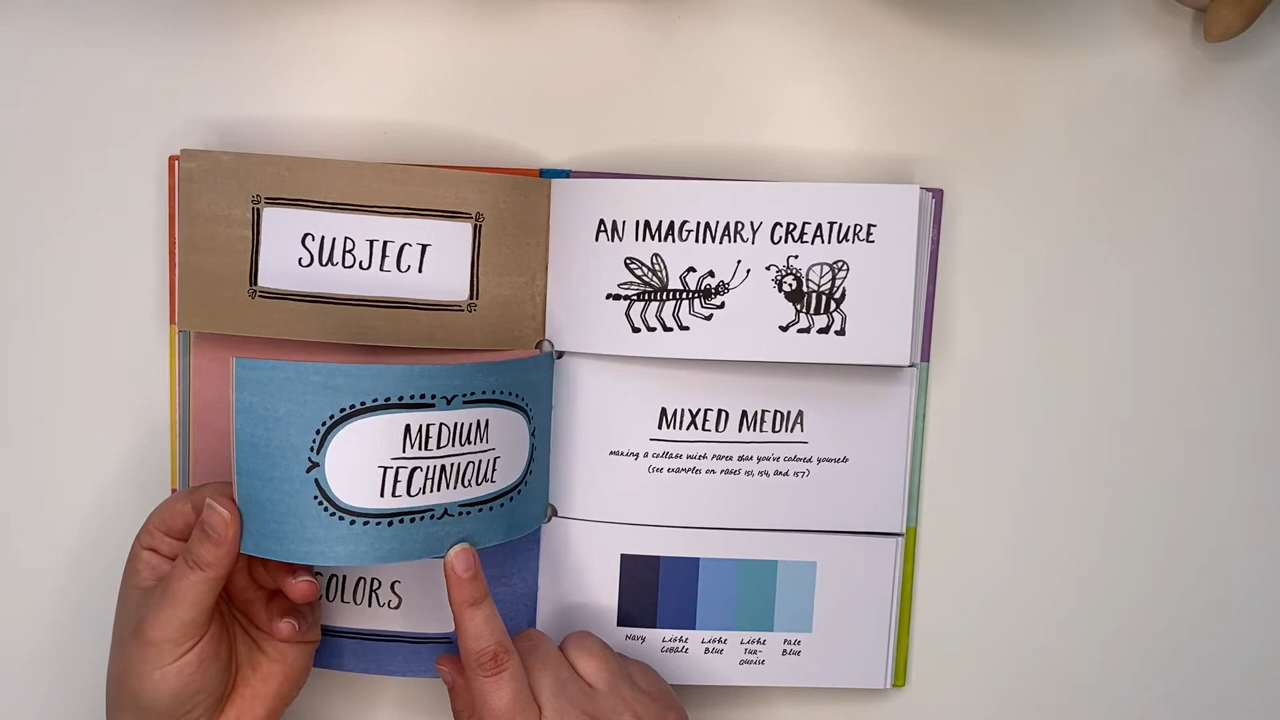 SUBJECT
AN IMAGINARY CREATURE
MEDIUM
TECHNIQUE
MIXED MEDIA
making a collage with paper that you've colored yourself
(see examples on pages 151, 154, and 157)
COLORS
Navy
Light Cobalt
Light Blue
Light Tur-quoise
Pale Blue